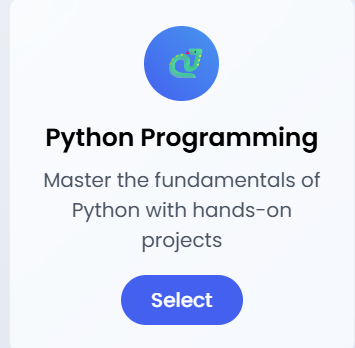 Python Programming
Master the fundamentals of
Python with hands-on
projects
Select